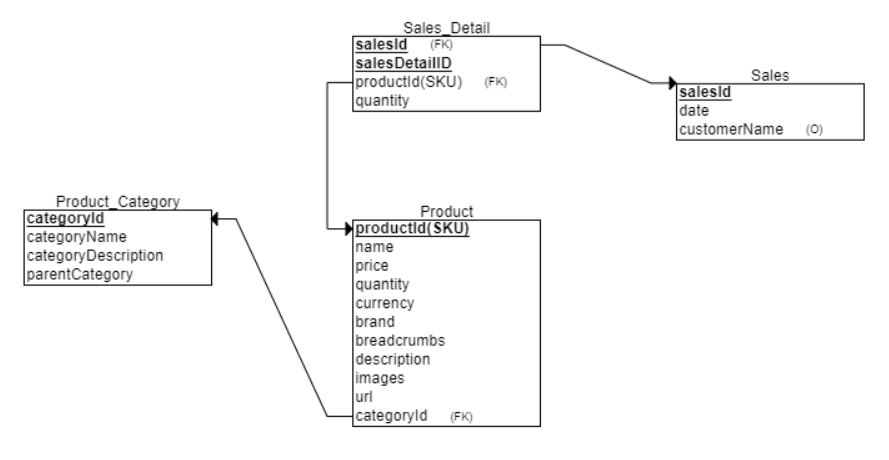 Sales_Detail
salesId (FK)
salesDetailID
productId(SKU) (FK)
quantity
Sales
salesId
date
customerName (O)
Product_Category
categoryId
categoryName
categoryDescription
parentCategory
Product
productId(SKU)
name
price
quantity
currency
brand
breadcrumbs
description
images
url
categoryId (FK)